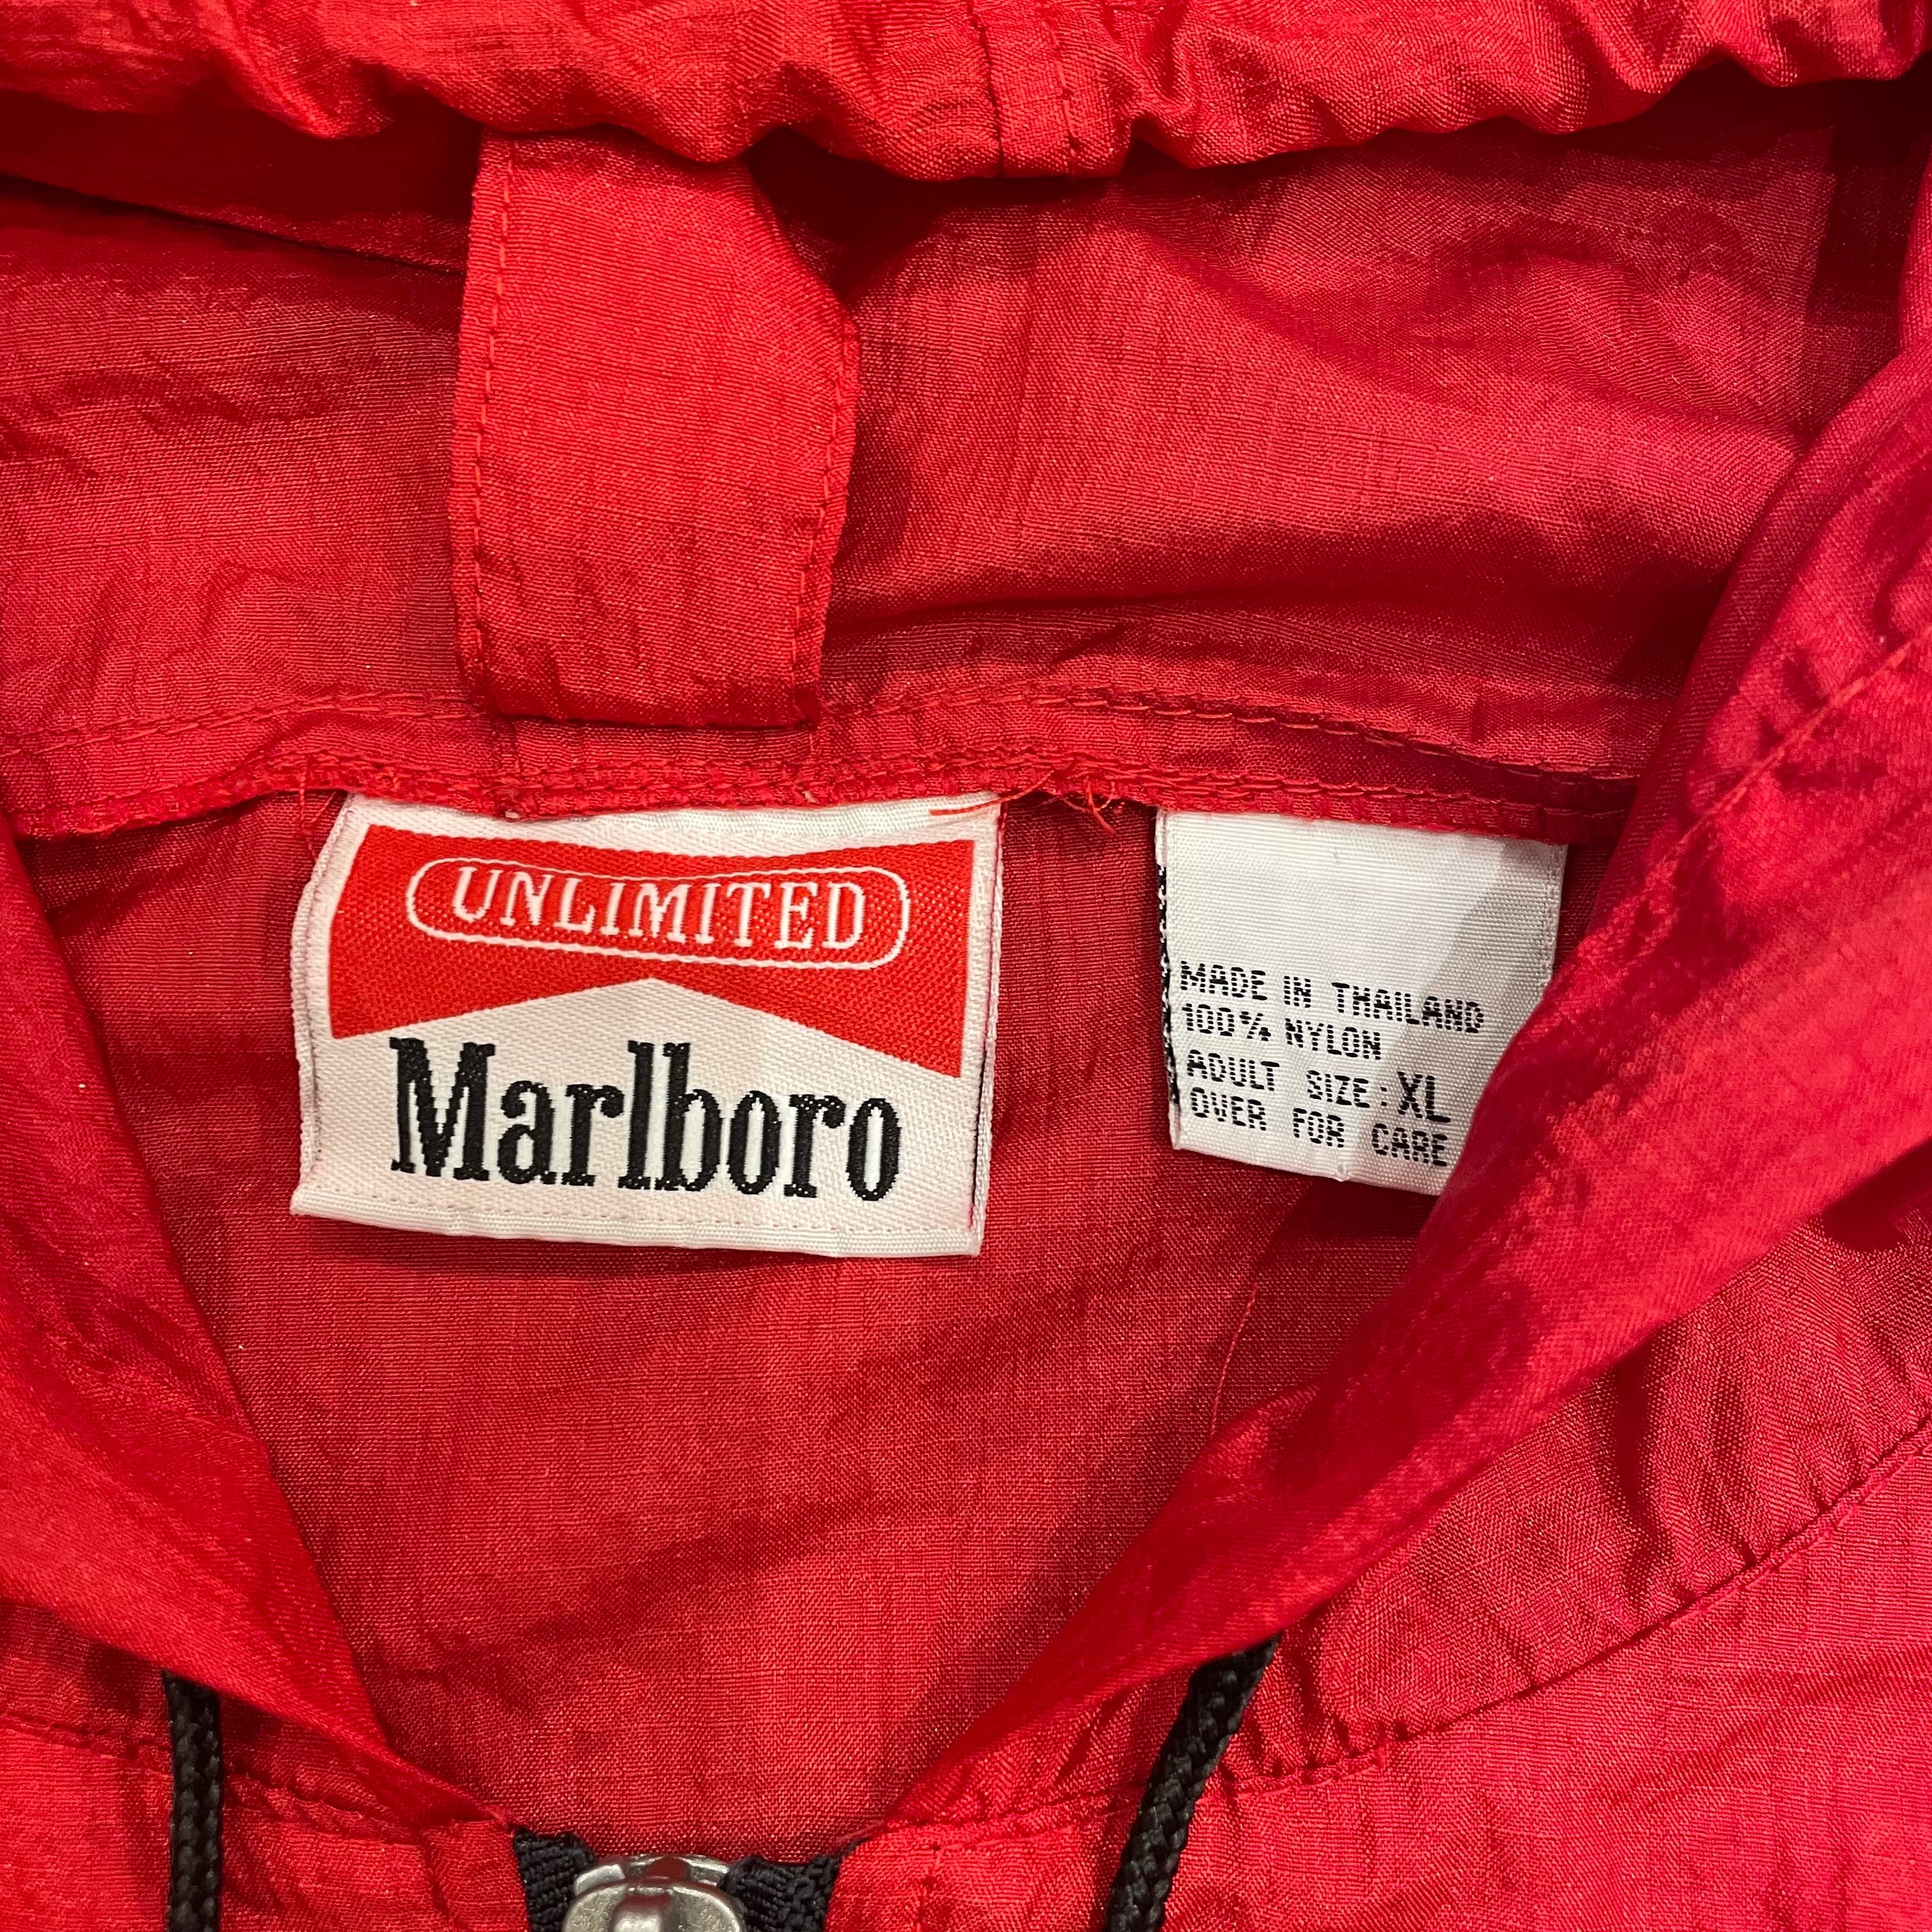 UNLIMITED
Marlboro
MADE IN THAILAND
100% NYLON
ADULT SIZE: XL
OVER FOR CARE